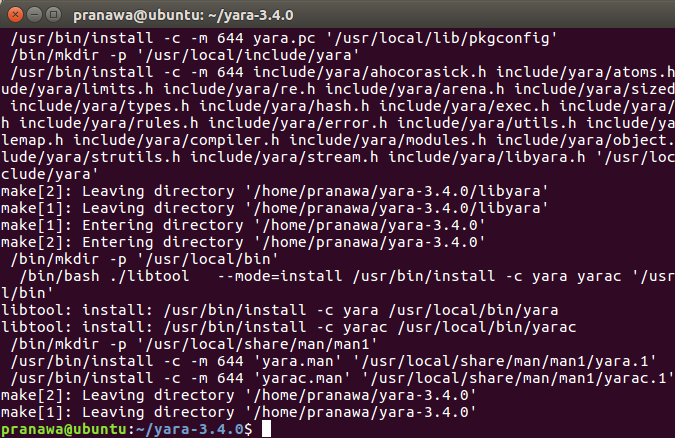 pranawa@ubuntu: ~/yara-3.4.0
/usr/bin/install -c -m 644 yara.pc '/usr/local/lib/pkgconfig'
/bin/mkdir -p '/usr/local/include/yara'
/usr/bin/install -c -m 644 include/yara/ahocorasick.h include/yara/atoms.h
ude/yara/limits.h include/yara/re.h include/yara/arena.h include/yara/sized
include/yara/types.h include/yara/hash.h include/yara/exec.h include/yara/
h include/yara/rules.h include/yara/error.h include/yara/utils.h include/ya
lemap.h include/yara/compiler.h include/yara/modules.h include/yara/object.
lude/yara/strutils.h include/yara/stream.h include/yara/libyara.h '/usr/loc
clude/yara'
make[2]: Leaving directory '/home/pranawa/yara-3.4.0/libyara'
make[1]: Leaving directory '/home/pranawa/yara-3.4.0/libyara'
make[1]: Entering directory '/home/pranawa/yara-3.4.0'
make[2]: Entering directory '/home/pranawa/yara-3.4.0'
/bin/mkdir -p '/usr/local/bin'
/bin/bash ./libtool   --mode=install /usr/bin/install -c yara yarac '/usr
l/bin'
libtool: install: /usr/bin/install -c yara /usr/local/bin/yara
libtool: install: /usr/bin/install -c yarac /usr/local/bin/yarac
/bin/mkdir -p '/usr/local/share/man/man1'
/usr/bin/install -c -m 644 'yara.man' '/usr/local/share/man/man1/yara.1'
/usr/bin/install -c -m 644 'yarac.man' '/usr/local/share/man/man1/yarac.1'
make[2]: Leaving directory '/home/pranawa/yara-3.4.0'
make[1]: Leaving directory '/home/pranawa/yara-3.4.0'
pranawa@ubuntu:~/yara-3.4.0$